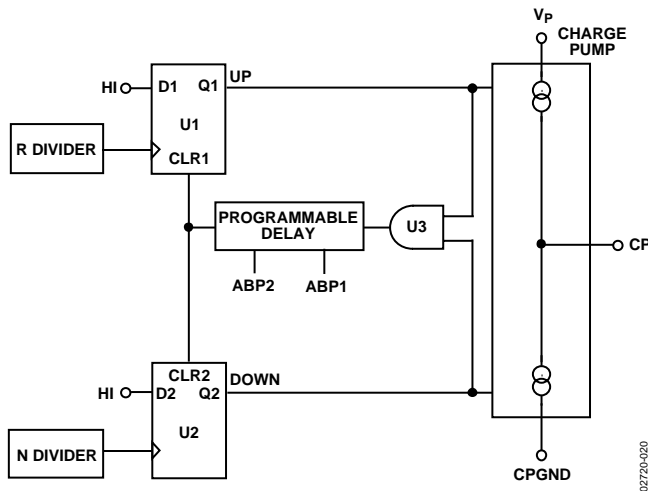 VP
CHARGE
PUMP
HI
D1
Q1
UP
U1
R DIVIDER
CLR1
PROGRAMMABLE
DELAY
U3
CP
ABP2
ABP1
CLR2
DOWN
HI
D2
Q2
U2
N DIVIDER
CPGND
02720-020